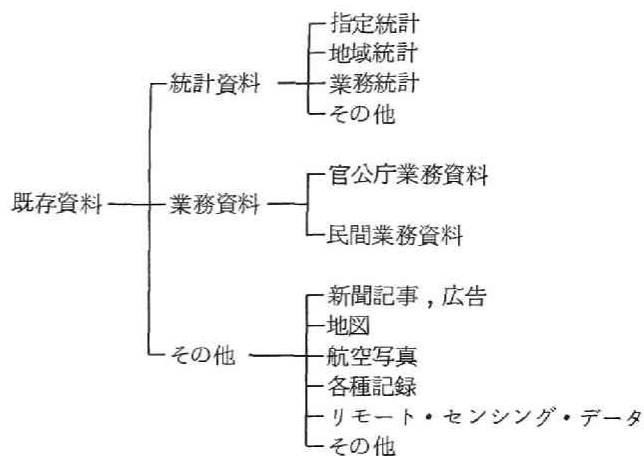 既存資料
統計資料
指定統計
地域統計
業務統計
その他
業務資料
官公庁業務資料
民間業務資料
その他
新聞記事,広告
地図
航空写真
各種記録
リモート・センシング・データ
その他